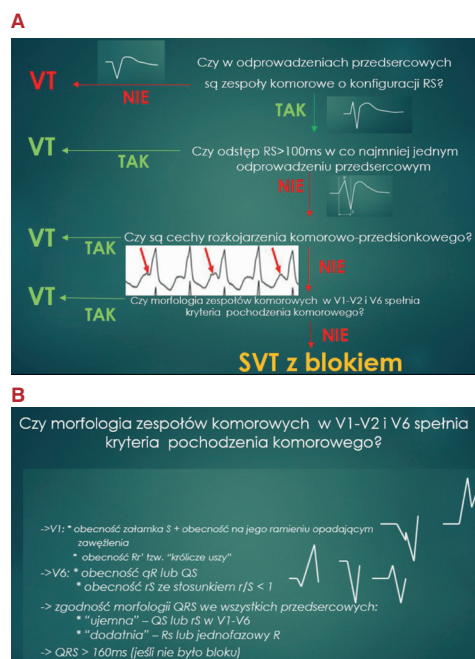 A
Czy w odprowadzeniach przedsercowych
są zespoły komorowe o konfiguracji RS?
VT
NIE
TAK
VT
TAK
Czy odstęp RS>100ms w co najmniej jednym
odprowadzeniu przedsercowym
NIE
VT
TAK
Czy są cechy rozkojarzenia komorowo-przedsionkowego?
NIE
VT
TAK
Czy morfologia zespołów komorowych w V1-V2 i V6 spełnia
kryteria pochodzenia komorowego?
NIE
SVT z blokiem
B
Czy morfologia zespołów komorowych w V1-V2 i V6 spełnia
kryteria pochodzenia komorowego?
->V1: * obecność załamka S + obecność na jego ramieniu opadającym
zawęźlenia
* obecność Rr' tzw. "królicze uszy"
->V6: * obecność qR lub QS
* obecność rS ze stosunkiem r/S < 1
-> zgodność morfologii QRS we wszystkich przedsercowych:
* "ujemna" – QS lub rS w V1-V6
* "dodatnia" – Rs lub jednofazowy R
-> QRS > 160ms (jeśli nie było bloku)